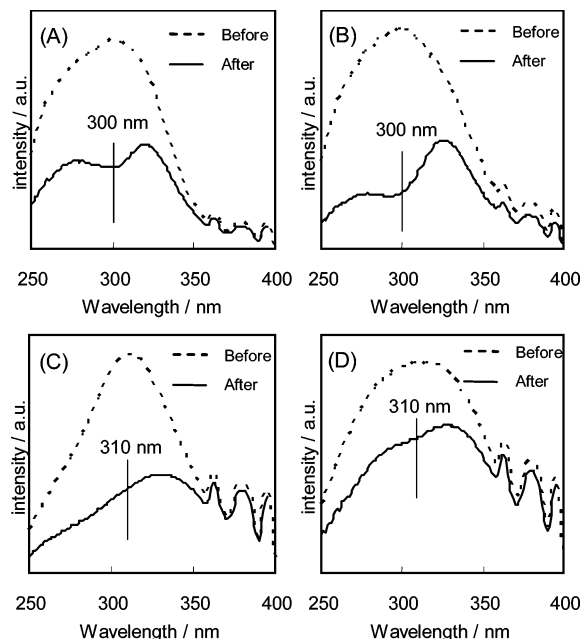 (A)
Before
After
300 nm
intensity / a.u.
250 300 350 400
Wavelength / nm
(B)
Before
After
300 nm
intensity / a.u.
250 300 350 400
Wavelength / nm
(C)
Before
After
310 nm
intensity / a.u.
250 300 350 400
Wavelength / nm
(D)
Before
After
310 nm
intensity / a.u.
250 300 350 400
Wavelength / nm